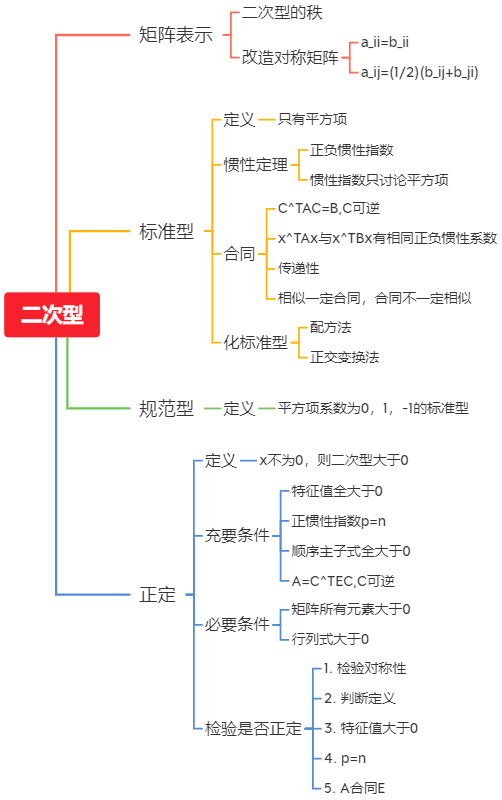 二次型
矩阵表示
二次型的秩
改造对称矩阵
a_ii=b_ii
a_ij=(1/2)(b_ij+b_ji)
标准型
定义
只有平方项
惯性定理
正负惯性指数
惯性指数只讨论平方项
合同
C^TAC=B,C可逆
x^TAx与x^TBx有相同正负惯性系数
传递性
相似一定合同，合同不一定相似
化标准型
配方法
正交变换法
规范型
定义
平方项系数为0，1，-1的标准型
正定
定义
x不为0，则二次型大于0
充要条件
特征值全大于0
正惯性指数p=n
顺序主子式全大于0
A=C^TEC,C可逆
必要条件
矩阵所有元素大于0
行列式大于0
检验是否正定
1. 检验对称性
2. 判断定义
3. 特征值大于0
4. p=n
5. A合同E